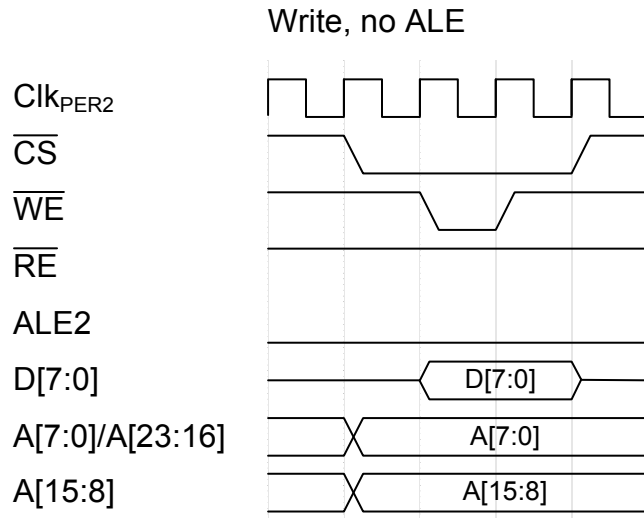 Write, no ALE
ClkPER2
CS
WE
RE
ALE2
D[7:0] D[7:0]
A[7:0]/A[23:16] A[7:0]
A[15:8] A[15:8]